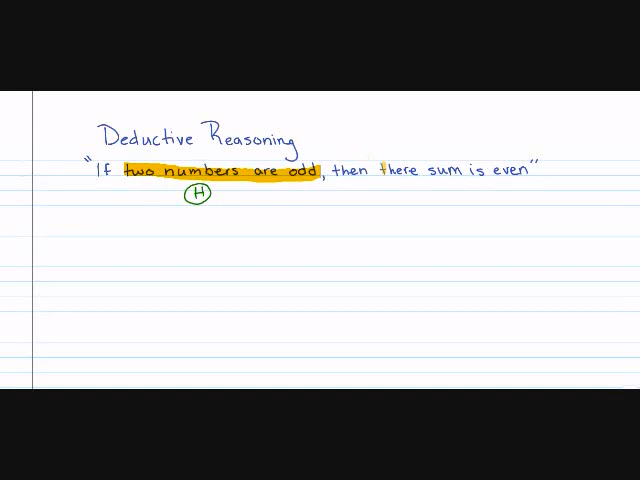 Deductive Reasoning
"If two numbers are odd, then there sum is even"
H